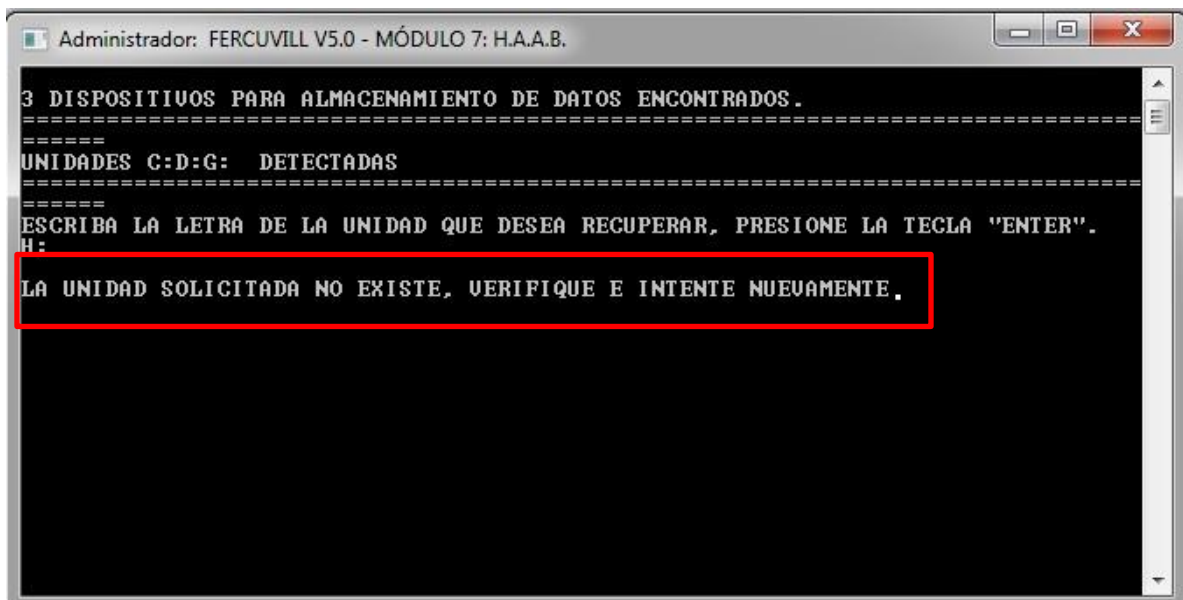 Administrador: FERCUVILL V5.0 - MÓDULO 7: H.A.A.B.
3 DISPOSITIVOS PARA ALMACENAMIENTO DE DATOS ENCONTRADOS.
================================================================================
======
UNIDADES C:D:G:  DETECTADAS
================================================================================
======
ESCRIBA LA LETRA DE LA UNIDAD QUE DESEA RECUPERAR, PRESIONE LA TECLA "ENTER".
H:
LA UNIDAD SOLICITADA NO EXISTE, VERIFIQUE E INTENTE NUEVAMENTE.